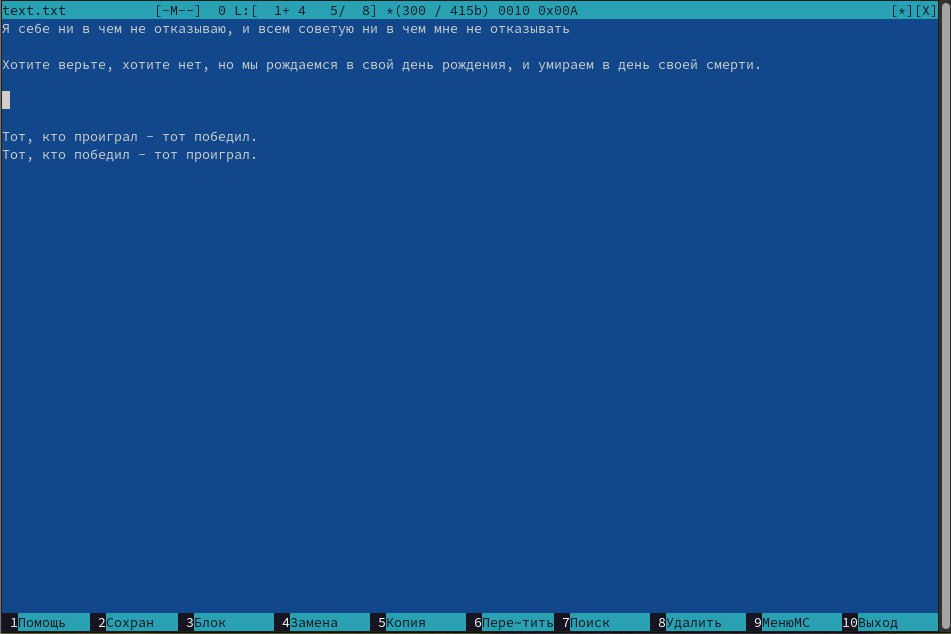 text.txt [-M--] 0 L:[ 1+ 4 5/ 8] *(300 / 415b) 0010 0x00A [*][X]
Я себе ни в чем не отказываю, и всем советую ни в чем мне не отказывать
Хотите верьте, хотите нет, но мы рождаемся в свой день рождения, и умираем в день своей смерти.
Тот, кто проиграл - тот победил.
Тот, кто победил - тот проиграл.
1Помощь 2Сохран 3Блок 4Замена 5Копия 6Пере~тить 7Поиск 8Удалить 9МенюMC 10Выход